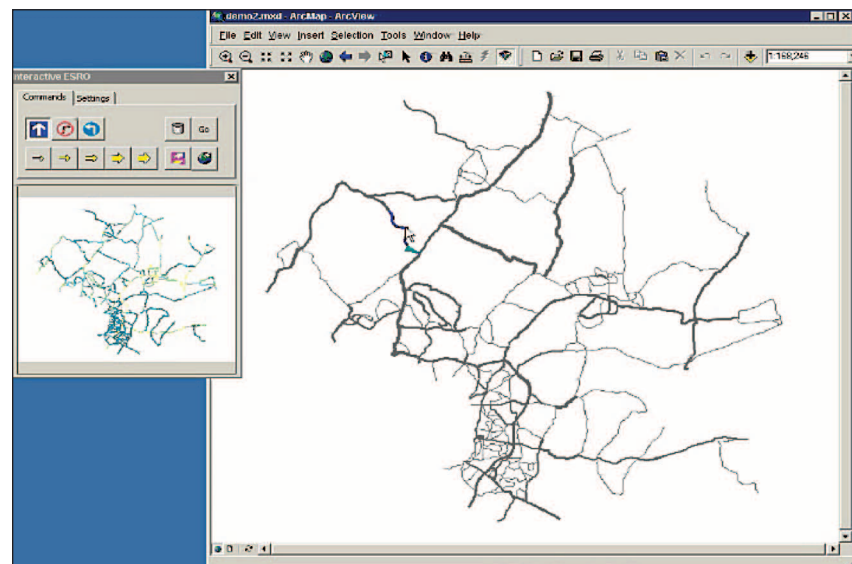 demo2.mxd - ArcMap - ArcView
File Edit View Insert Selection Tools Window Help
1:168,246
nteractive ESRO
Commands Settings
Go